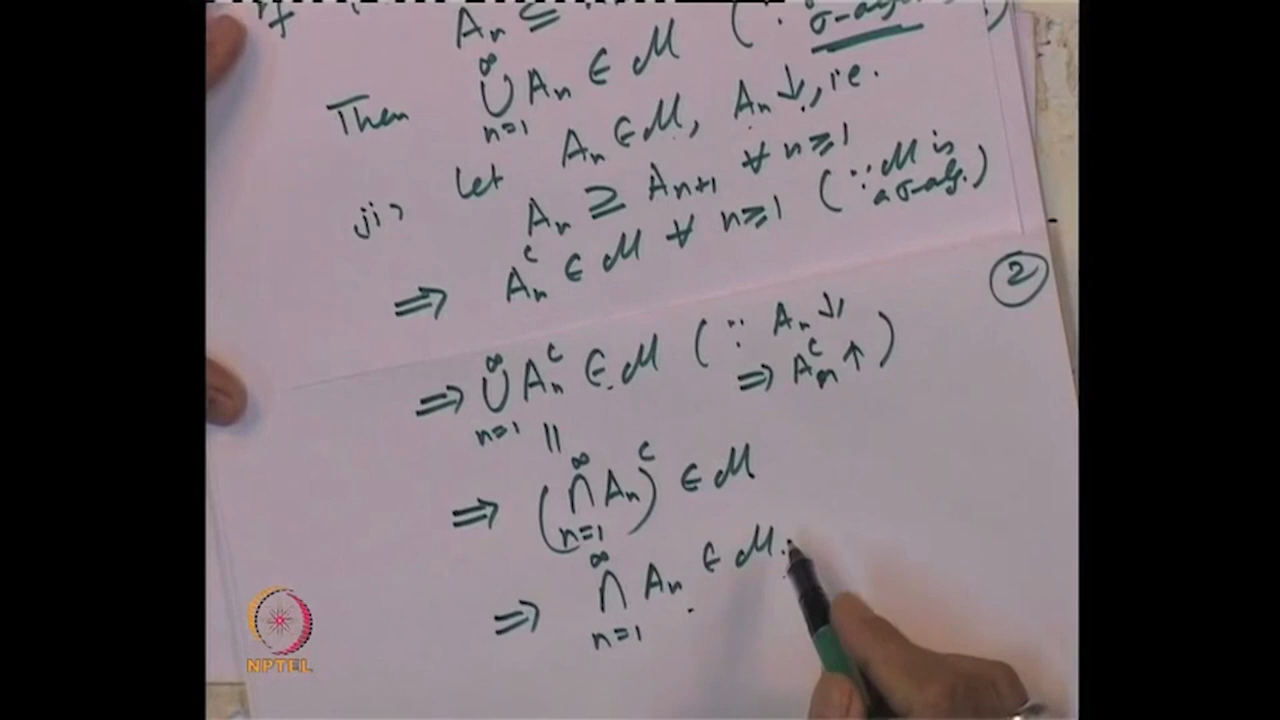 Aₙ ⊆
⋃_{n=1}^{∞} Aₙ ∈ ℳ (∵ σ-alg.)
Then
ii) Let Aₙ ∈ ℳ, Aₙ ↓, i.e.
Aₙ ⊇ Aₙ₊₁ ∀ n ≥ 1
⇒ Aₙᶜ ∈ ℳ ∀ n ≥ 1 (∵ ℳ is a σ-alg.)
②
⇒ ⋃_{n=1}^{∞} Aₙᶜ ∈ ℳ (∵ Aₙ ↓
⇒ Aₙᶜ ↑)
||
⇒ (⋂_{n=1}^{∞} Aₙ)ᶜ ∈ ℳ
⇒ ⋂_{n=1}^{∞} Aₙ ∈ ℳ.
NPTEL